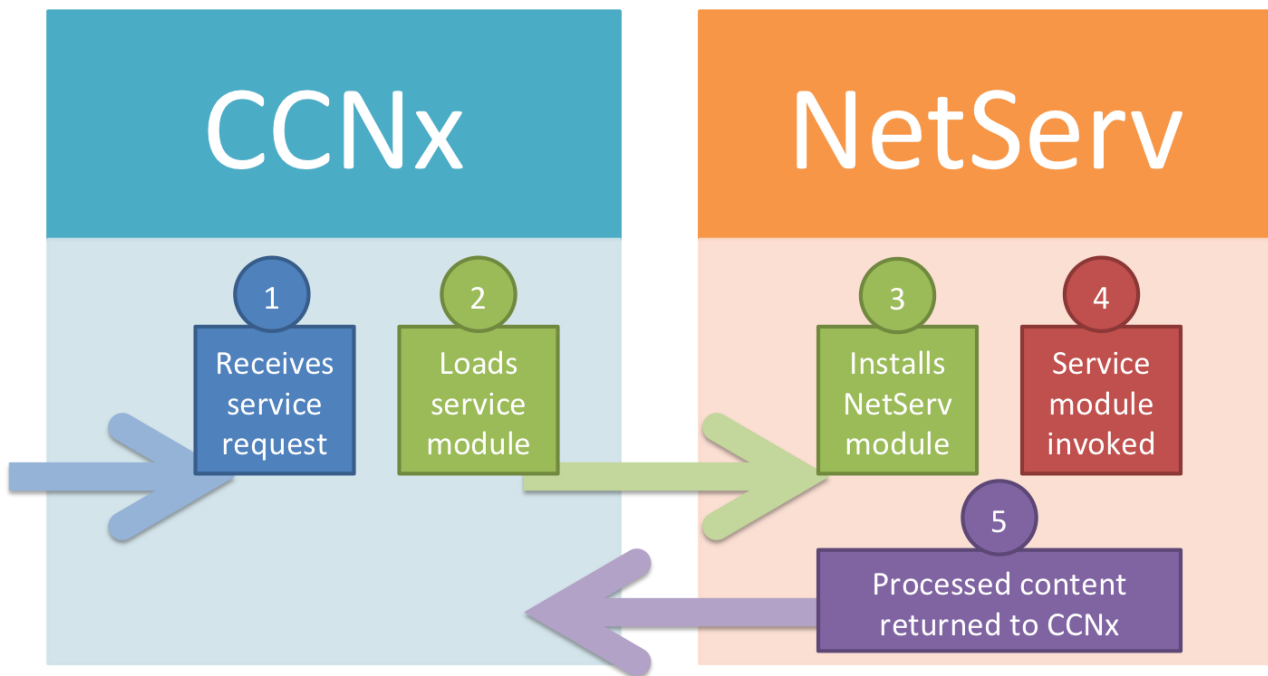 CCNx
NetServ
1
Receives
service
request
2
Loads
service
module
3
Installs
NetServ
module
4
Service
module
invoked
5
Processed content
returned to CCNx